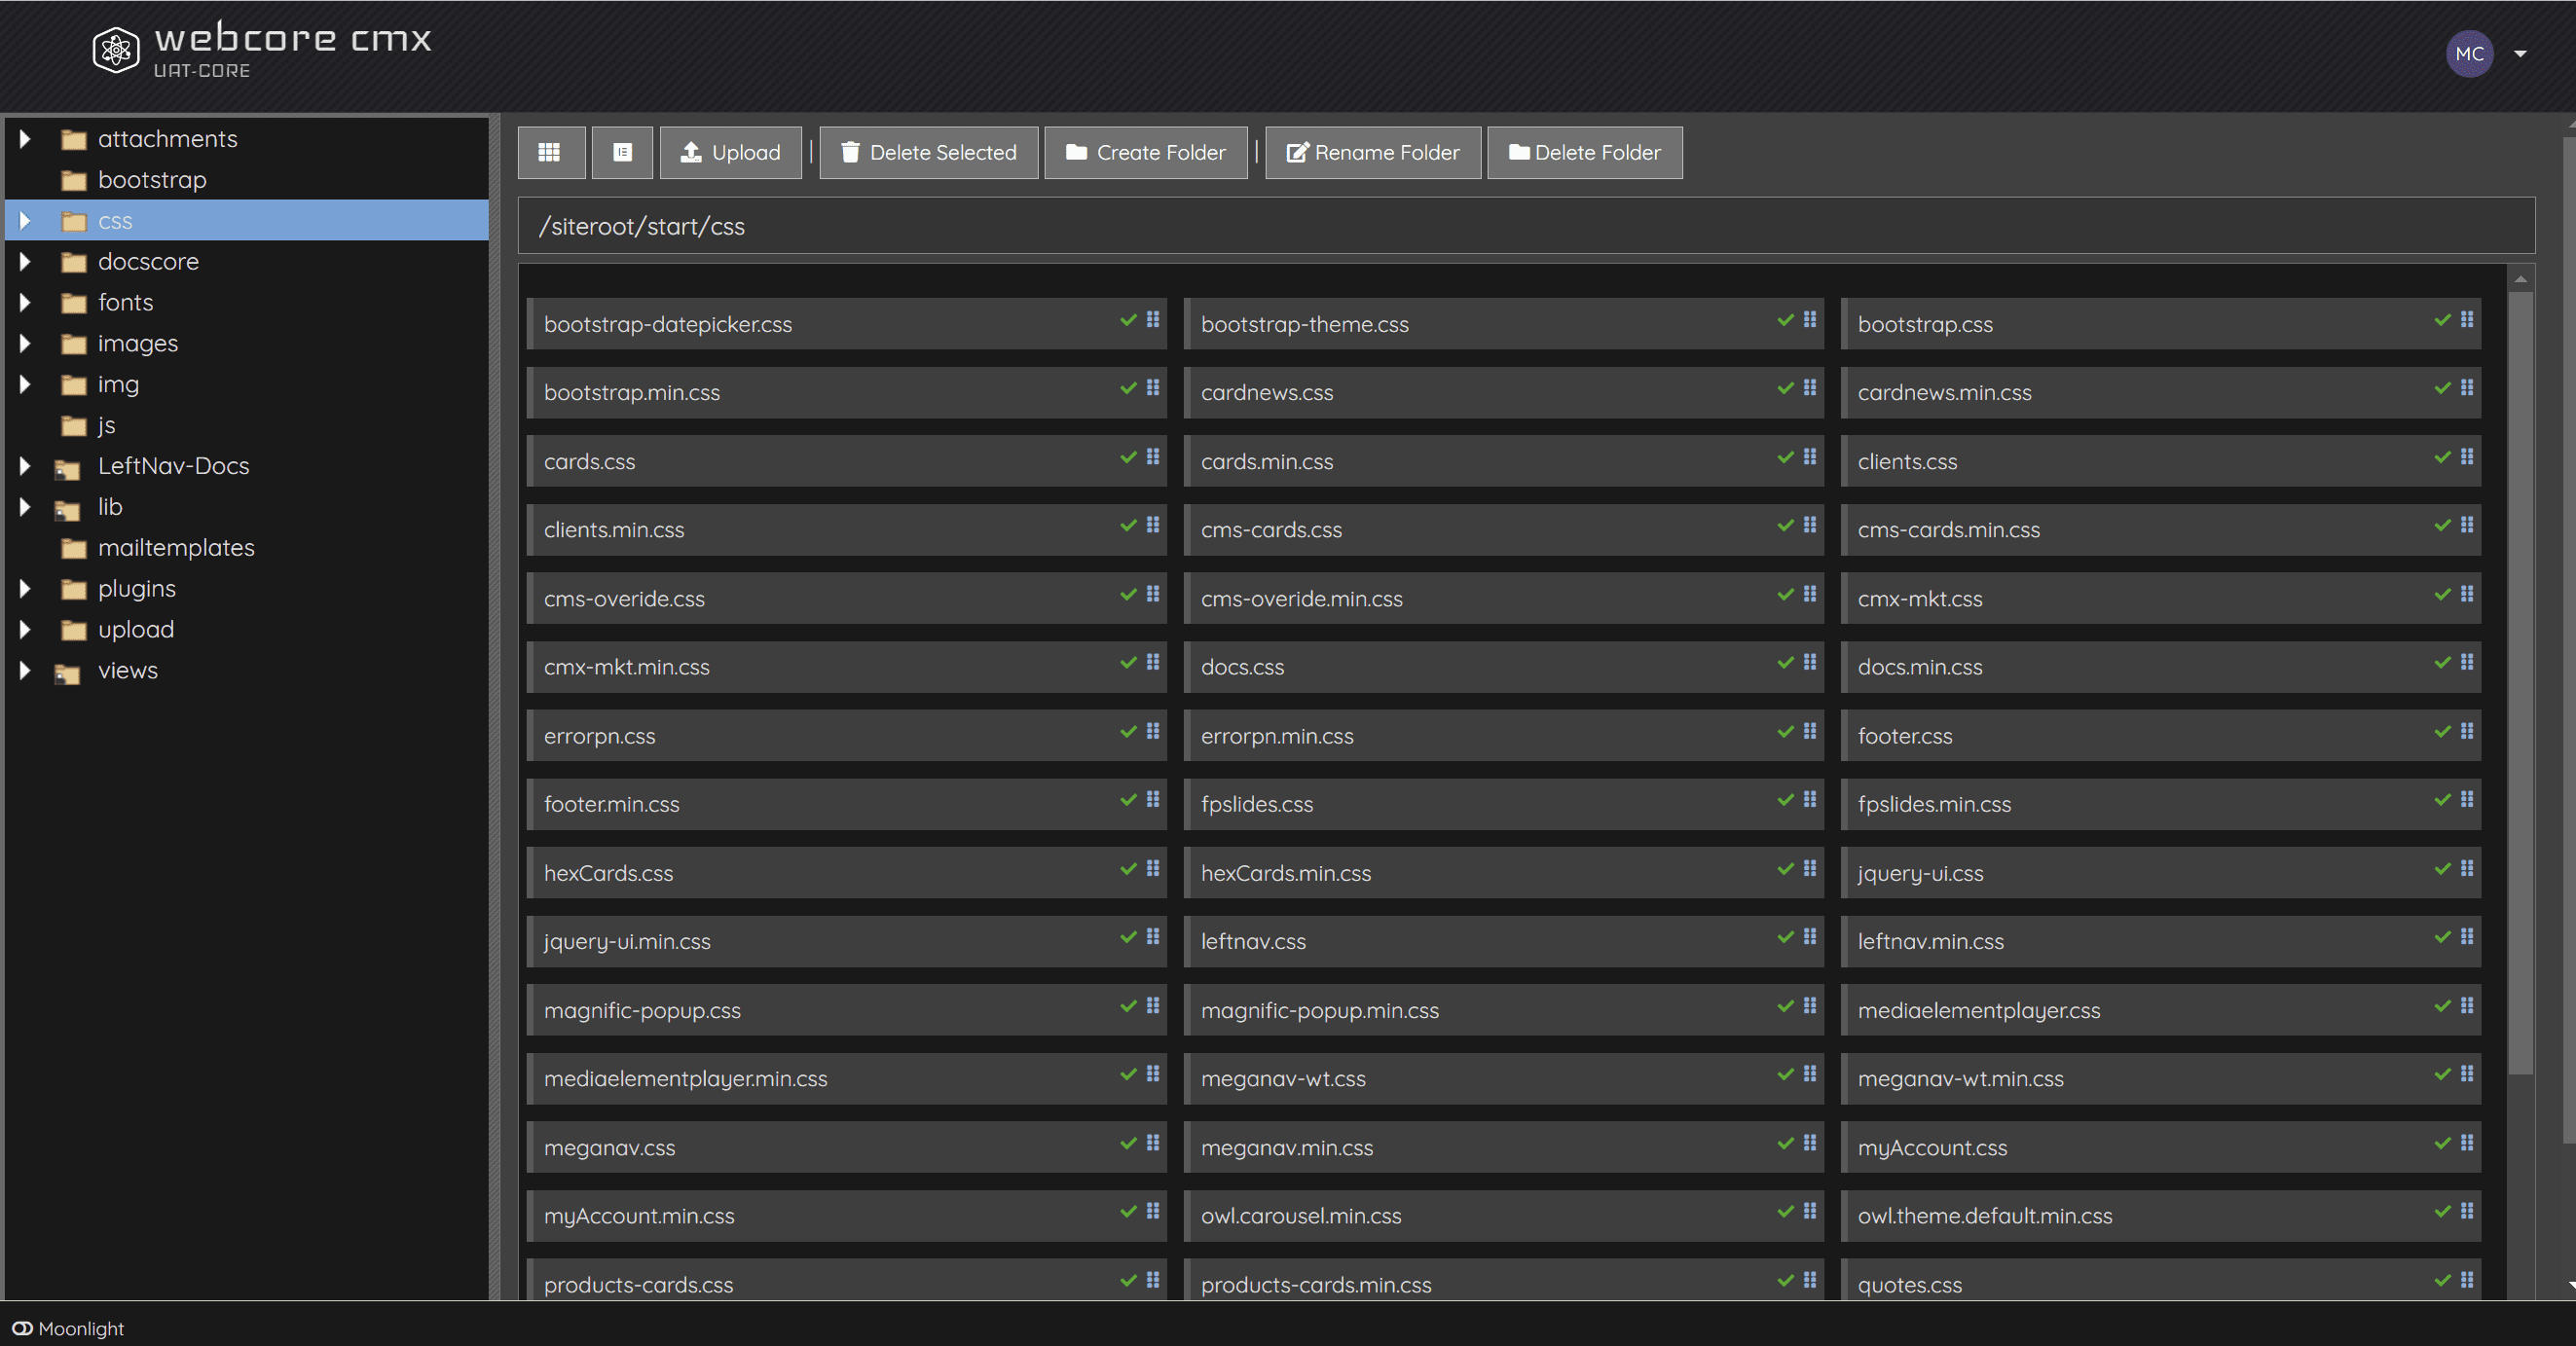 webcore cmx
UAT-CORE
MC
attachments
bootstrap
css
docscore
fonts
images
img
js
LeftNav-Docs
lib
mailtemplates
plugins
upload
views
Upload | Delete Selected Create Folder | Rename Folder Delete Folder
/siteroot/start/css
bootstrap-datepicker.css bootstrap-theme.css bootstrap.css
bootstrap.min.css cardnews.css cardnews.min.css
cards.css cards.min.css clients.css
clients.min.css cms-cards.css cms-cards.min.css
cms-overide.css cms-overide.min.css cmx-mkt.css
cmx-mkt.min.css docs.css docs.min.css
errorpn.css errorpn.min.css footer.css
footer.min.css fpslides.css fpslides.min.css
hexCards.css hexCards.min.css jquery-ui.css
jquery-ui.min.css leftnav.css leftnav.min.css
magnific-popup.css magnific-popup.min.css mediaelementplayer.css
mediaelementplayer.min.css meganav-wt.css meganav-wt.min.css
meganav.css meganav.min.css myAccount.css
myAccount.min.css owl.carousel.min.css owl.theme.default.min.css
products-cards.css products-cards.min.css quotes.css
Moonlight